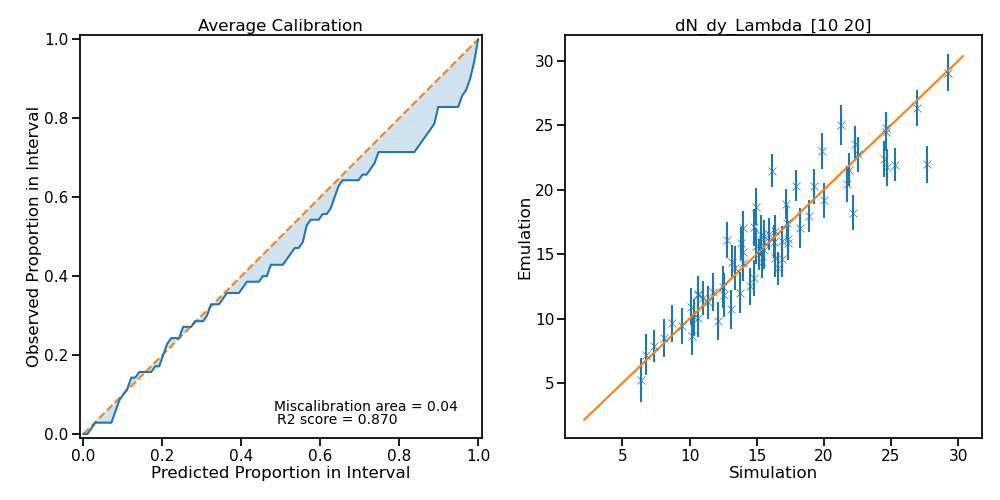 Average Calibration
1.0
0.8
0.6
0.4
0.2
0.0
Observed Proportion in Interval
Miscalibration area = 0.04
R2 score = 0.870
0.0 0.2 0.4 0.6 0.8 1.0
Predicted Proportion in Interval
dN_dy_Lambda_[10 20]
30
25
20
15
10
5
Emulation
5 10 15 20 25 30
Simulation